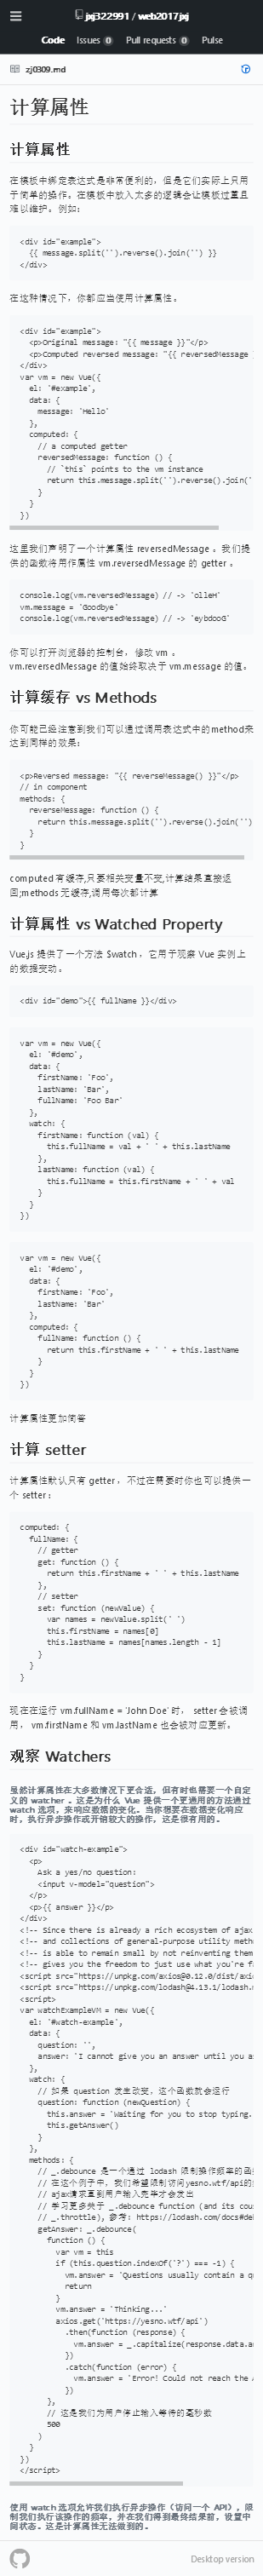 jxj322991 / web2017jxj
Code Issues 0 Pull requests 0 Pulse
zj0309.md
计算属性
计算属性
在模板中绑定表达式是非常便利的，但是它们实际上只用
于简单的操作。在模板中放入太多的逻辑会让模板过重且
难以维护。例如：
<div id="example">
{{ message.split('').reverse().join('') }}
</div>
在这种情况下，你都应当使用计算属性。
<div id="example">
<p>Original message: "{{ message }}"</p>
<p>Computed reversed message: "{{ reversedMessage }
</div>
var vm = new Vue({
el: '#example',
data: {
message: 'Hello'
},
computed: {
// a computed getter
reversedMessage: function () {
// `this` points to the vm instance
return this.message.split('').reverse().join('
}
}
})
这里我们声明了一个计算属性 reversedMessage 。我们提
供的函数将用作属性 vm.reversedMessage 的 getter 。
console.log(vm.reversedMessage) // -> 'olleH'
vm.message = 'Goodbye'
console.log(vm.reversedMessage) // -> 'eybdooG'
你可以打开浏览器的控制台，修改 vm 。
vm.reversedMessage 的值始终取决于 vm.message 的值。
计算缓存 vs Methods
你可能已经注意到我们可以通过调用表达式中的method来
达到同样的效果：
<p>Reversed message: "{{ reverseMessage() }}"</p>
// in component
methods: {
reverseMessage: function () {
return this.message.split('').reverse().join('')
}
}
computed 有缓存,只要相关变量不变,计算结果直接返
回;methods 无缓存,调用每次都计算
计算属性 vs Watched Property
Vue.js 提供了一个方法 $watch ，它用于观察 Vue 实例上
的数据变动。
<div id="demo">{{ fullName }}</div>
var vm = new Vue({
el: '#demo',
data: {
firstName: 'Foo',
lastName: 'Bar',
fullName: 'Foo Bar'
},
watch: {
firstName: function (val) {
this.fullName = val + ' ' + this.lastName
},
lastName: function (val) {
this.fullName = this.firstName + ' ' + val
}
}
})
var vm = new Vue({
el: '#demo',
data: {
firstName: 'Foo',
lastName: 'Bar'
},
computed: {
fullName: function () {
return this.firstName + ' ' + this.lastName
}
}
})
计算属性更加简答
计算 setter
计算属性默认只有 getter ，不过在需要时你也可以提供一
个 setter ：
computed: {
fullName: {
// getter
get: function () {
return this.firstName + ' ' + this.lastName
},
// setter
set: function (newValue) {
var names = newValue.split(' ')
this.firstName = names[0]
this.lastName = names[names.length - 1]
}
}
}
现在在运行 vm.fullName = 'John Doe' 时， setter 会被调
用， vm.firstName 和 vm.lastName 也会被对应更新。
观察 Watchers
虽然计算属性在大多数情况下更合适，但有时也需要一个自定
义的 watcher 。这是为什么 Vue 提供一个更通用的方法通过
watch 选项，来响应数据的变化。当你想要在数据变化响应
时，执行异步操作或开销较大的操作，这是很有用的。
<div id="watch-example">
<p>
Ask a yes/no question:
<input v-model="question">
</p>
<p>{{ answer }}</p>
</div>
<!-- Since there is already a rich ecosystem of ajax
<!-- and collections of general-purpose utility meth
<!-- is able to remain small by not reinventing them
<!-- gives you the freedom to just use what you're f
<script src="https://unpkg.com/axios@0.12.0/dist/axio
<script src="https://unpkg.com/lodash@4.13.1/lodash.m
<script>
var watchExampleVM = new Vue({
el: '#watch-example',
data: {
question: '',
answer: 'I cannot give you an answer until you as
},
watch: {
// 如果 question 发生改变，这个函数就会运行
question: function (newQuestion) {
this.answer = 'Waiting for you to stop typing.
this.getAnswer()
}
},
methods: {
// _.debounce 是一个通过 lodash 限制操作频率的函
// 在这个例子中，我们希望限制访问yesno.wtf/api的
// ajax请求直到用户输入完毕才会发出
// 学习更多关于 _.debounce function (and its cou
// _.throttle), 参考: https://lodash.com/docs#deb
getAnswer: _.debounce(
function () {
var vm = this
if (this.question.indexOf('?') === -1) {
vm.answer = 'Questions usually contain a q
return
}
vm.answer = 'Thinking...'
axios.get('https://yesno.wtf/api')
.then(function (response) {
vm.answer = _.capitalize(response.data.an
})
.catch(function (error) {
vm.answer = 'Error! Could not reach the A
})
},
// 这是我们为用户停止输入等待的毫秒数
500
)
}
})
</script>
使用 watch 选项允许我们执行异步操作（访问一个 API），限
制我们执行该操作的频率，并在我们得到最终结果前，设置中
间状态。这是计算属性无法做到的。
Desktop version